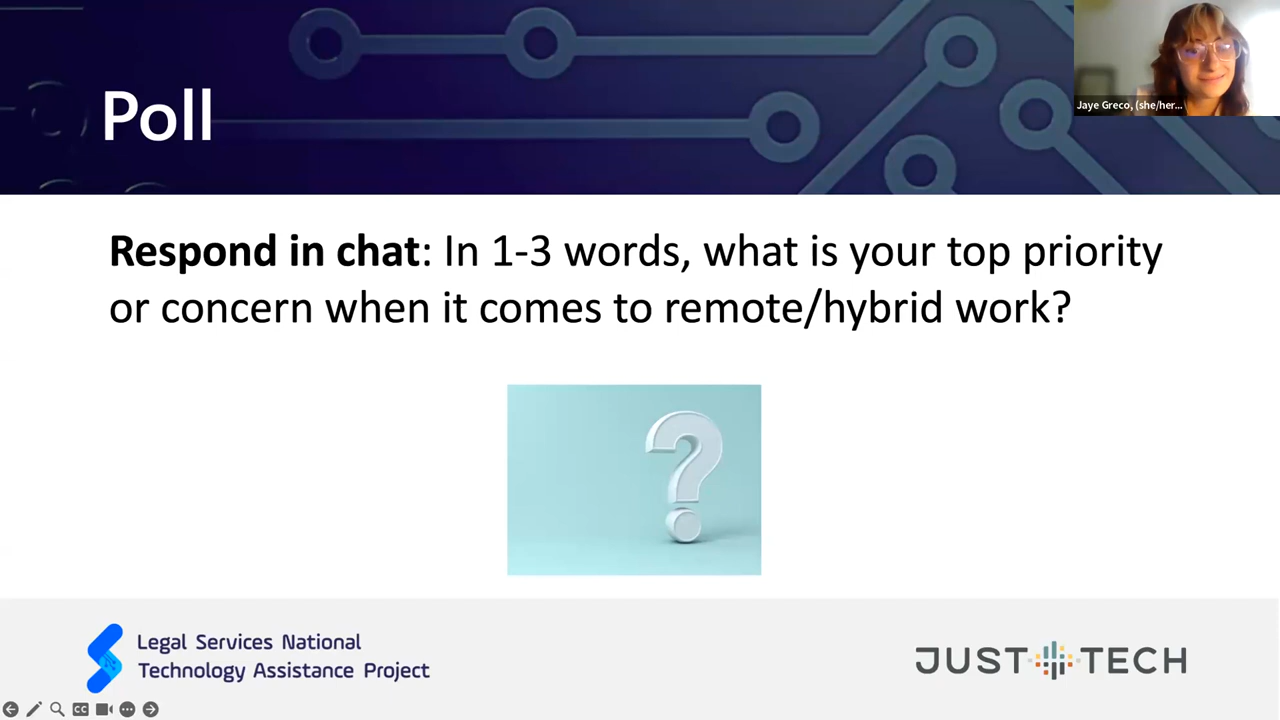 Poll
Jaye Greco, (she/her...
Respond in chat: In 1-3 words, what is your top priority
or concern when it comes to remote/hybrid work?
?
Legal Services National
Technology Assistance Project
JUST TECH
CC